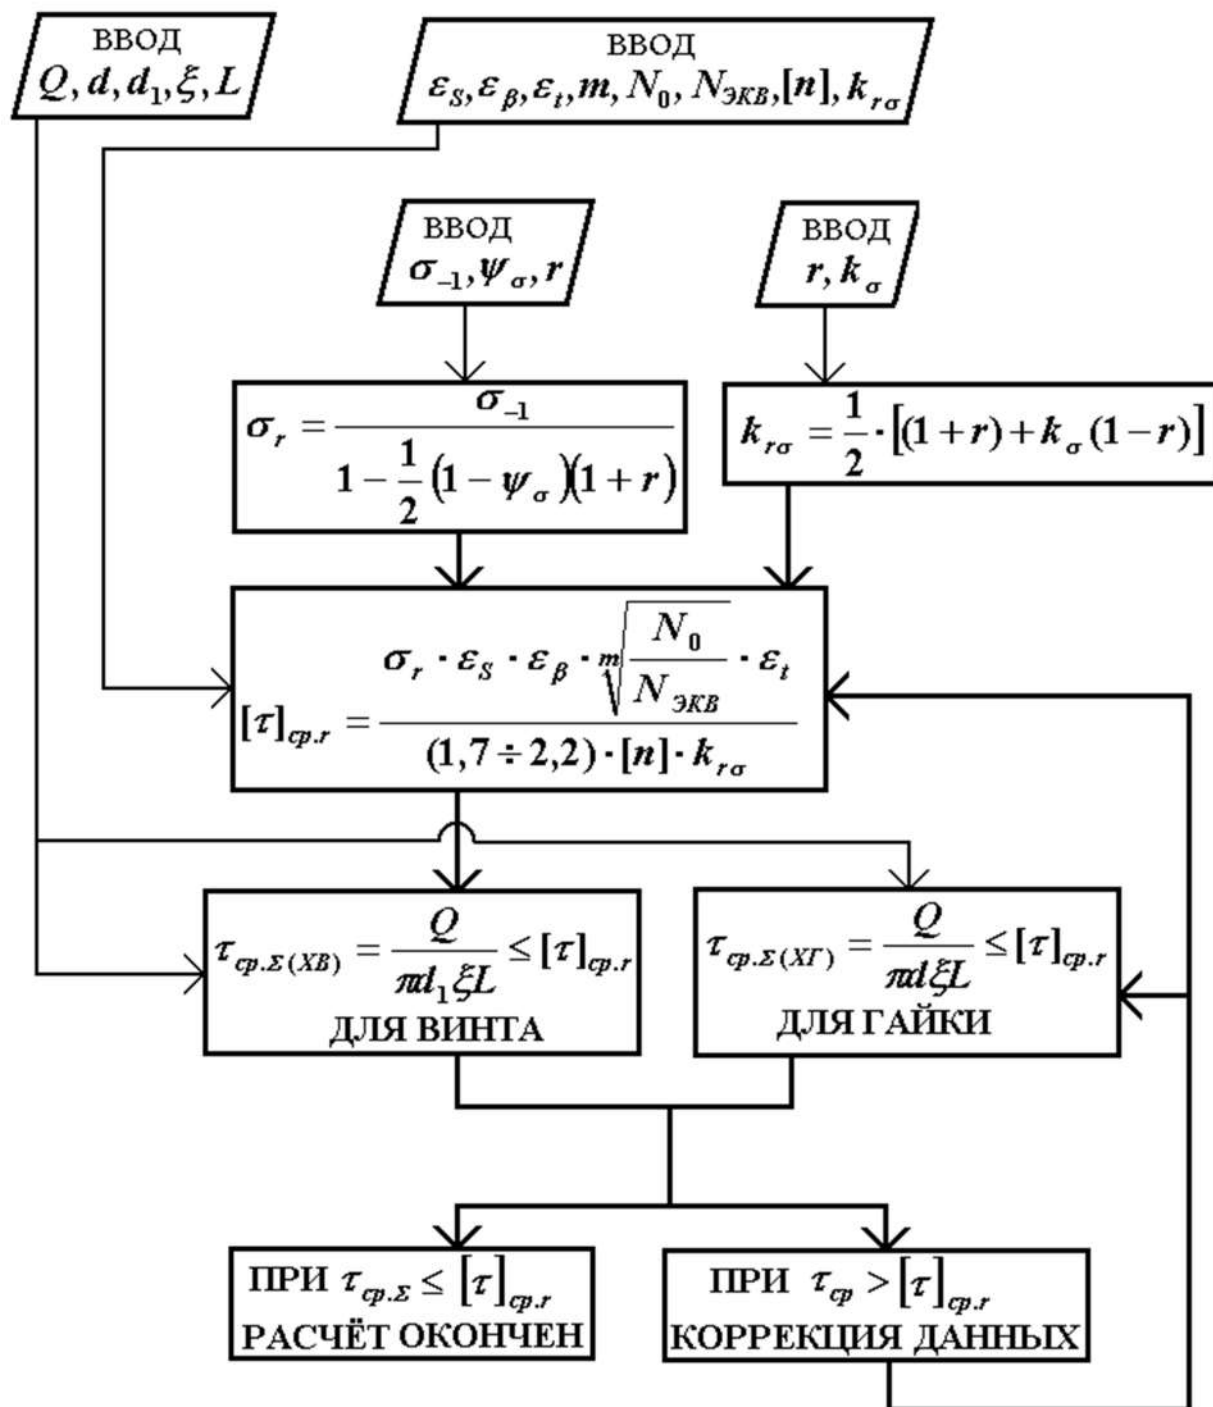 ВВОД
Q, d, d₁, ξ, L
ВВОД
ε_S, ε_β, ε_t, m, N₀, N_ЭКВ, [n], k_rσ
ВВОД
σ₋₁, ψ_σ, r
ВВОД
r, k_σ
σ_r = σ₋₁ / (1 − 1/2 (1 − ψ_σ)(1 + r))
k_rσ = 1/2 · [(1 + r) + k_σ (1 − r)]
[τ]_ср.r = (σ_r · ε_S · ε_β · ᵐ√(N₀ / N_ЭКВ) · ε_t) / ((1,7 ÷ 2,2) · [n] · k_rσ)
τ_ср.Σ(ХВ) = Q / (πd₁ξL) ≤ [τ]_ср.r
ДЛЯ ВИНТА
τ_ср.Σ(ХГ) = Q / (πdξL) ≤ [τ]_ср.r
ДЛЯ ГАЙКИ
ПРИ τ_ср.Σ ≤ [τ]_ср.r
РАСЧЁТ ОКОНЧЕН
ПРИ τ_ср > [τ]_ср.r
КОРРЕКЦИЯ ДАННЫХ